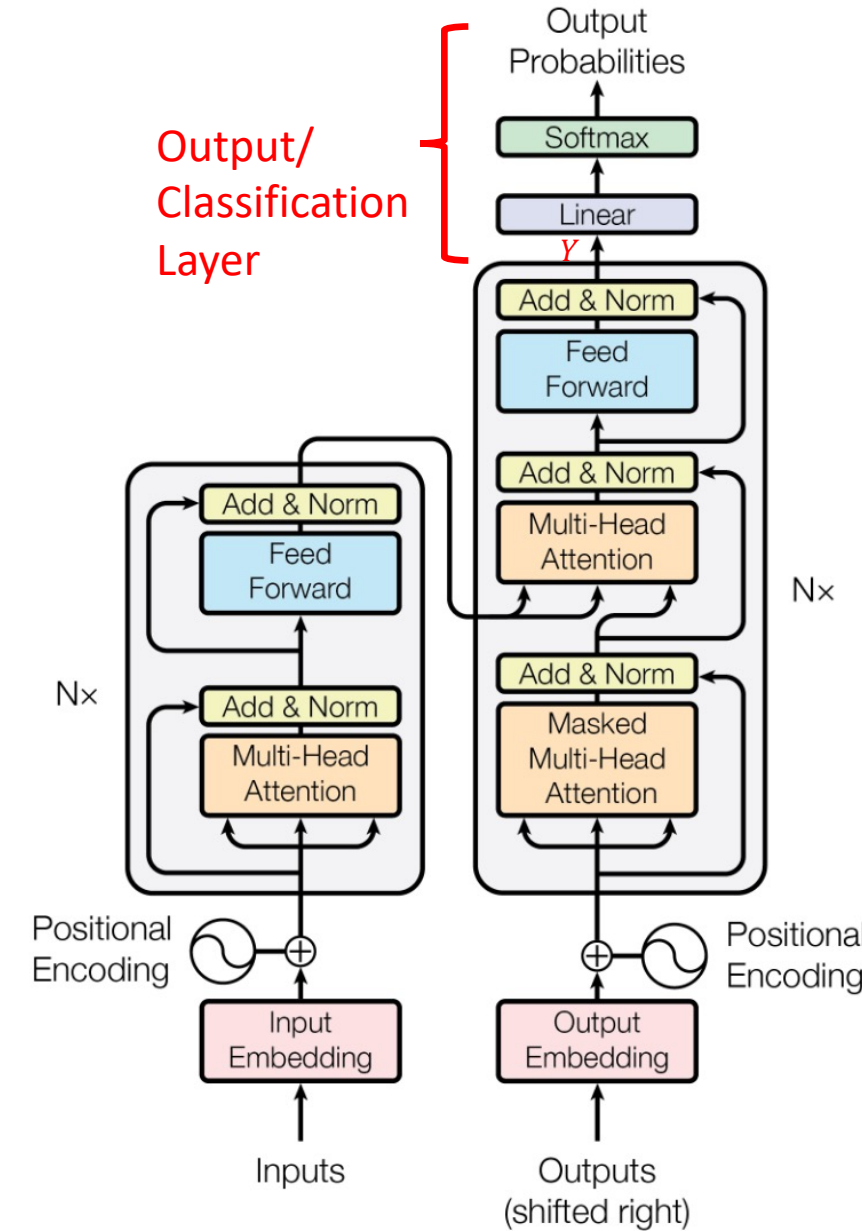 Output
Probabilities
Output/
Classification
Layer
Softmax
Linear
Y
Add & Norm
Feed
Forward
Add & Norm
Multi-Head
Attention
Add & Norm
Masked
Multi-Head
Attention
N×
Add & Norm
Feed
Forward
Add & Norm
Multi-Head
Attention
N×
Positional
Encoding
Positional
Encoding
Input
Embedding
Output
Embedding
Inputs
Outputs
(shifted right)